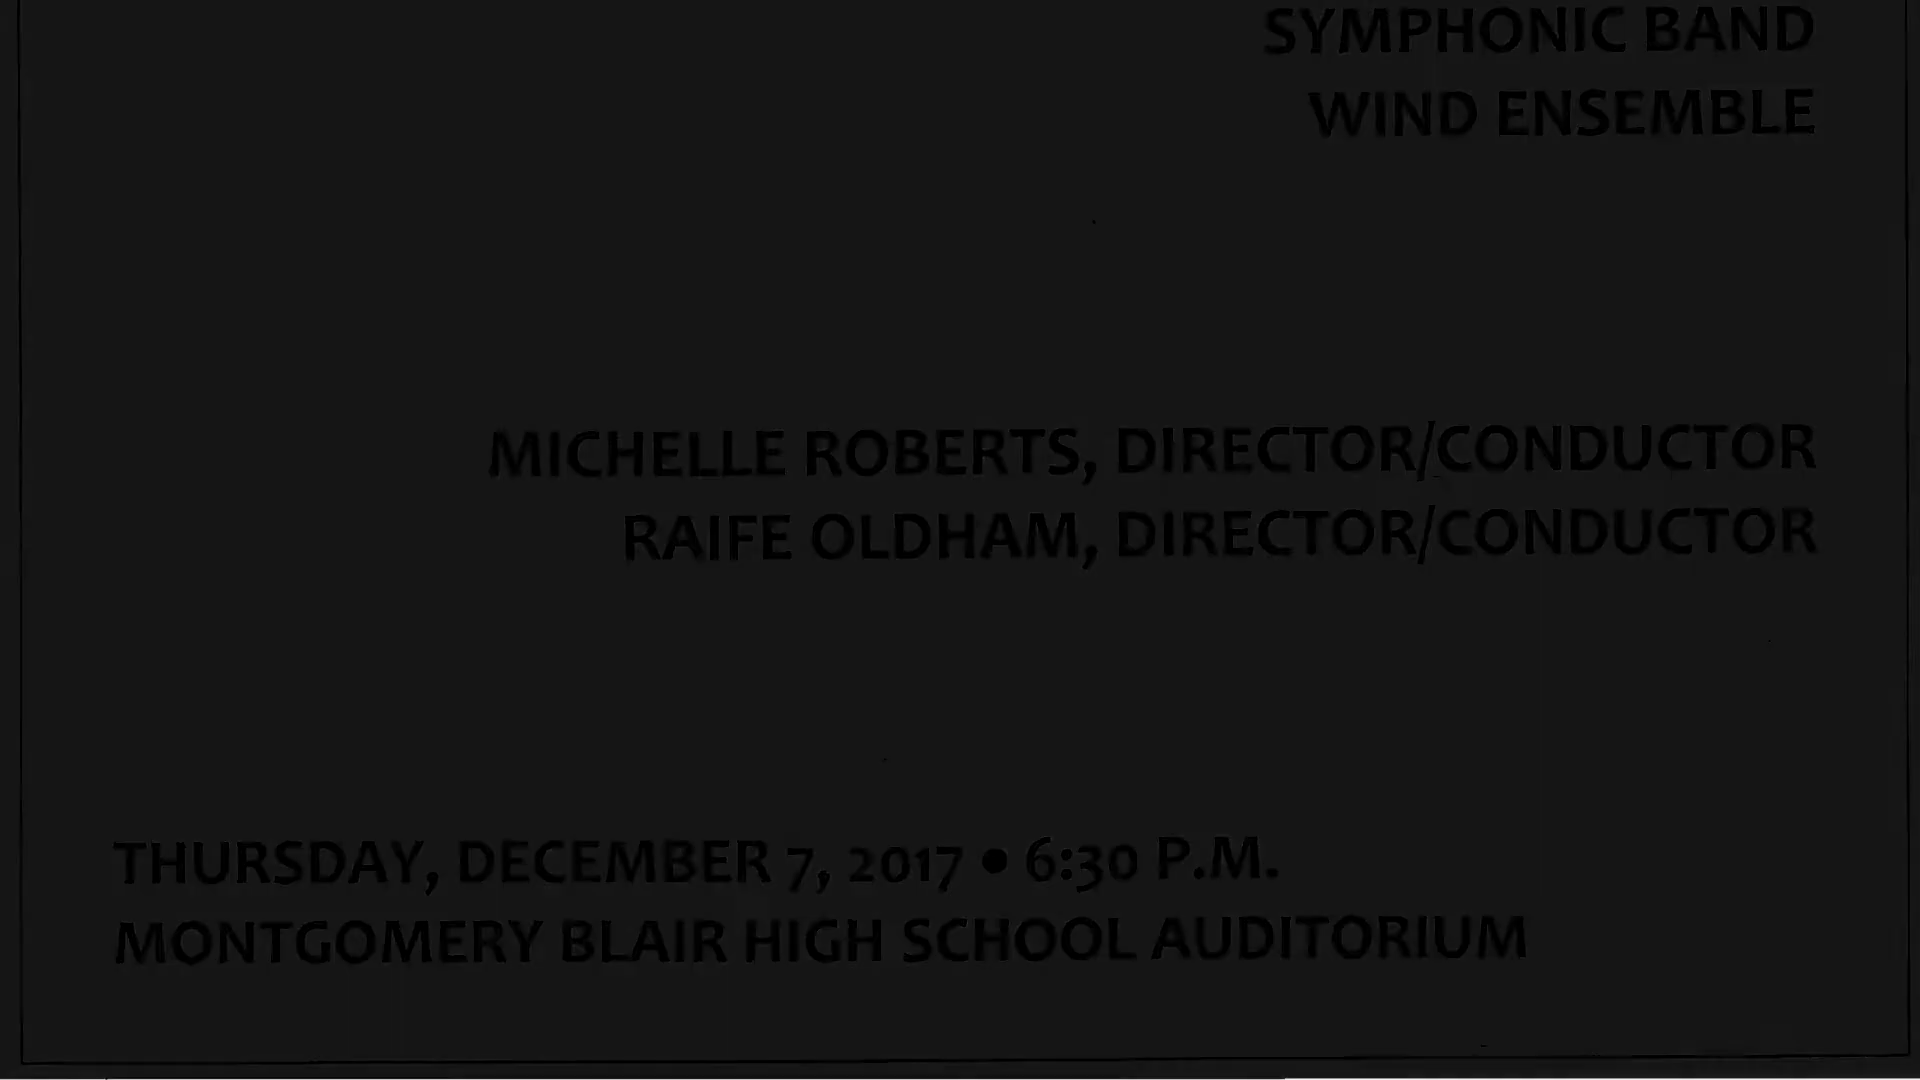 SYMPHONIC BAND
WIND ENSEMBLE
MICHELLE ROBERTS, DIRECTOR/CONDUCTOR
RAIFE OLDHAM, DIRECTOR/CONDUCTOR
THURSDAY, DECEMBER 7, 2017 • 6:30 P.M.
MONTGOMERY BLAIR HIGH SCHOOL AUDITORIUM